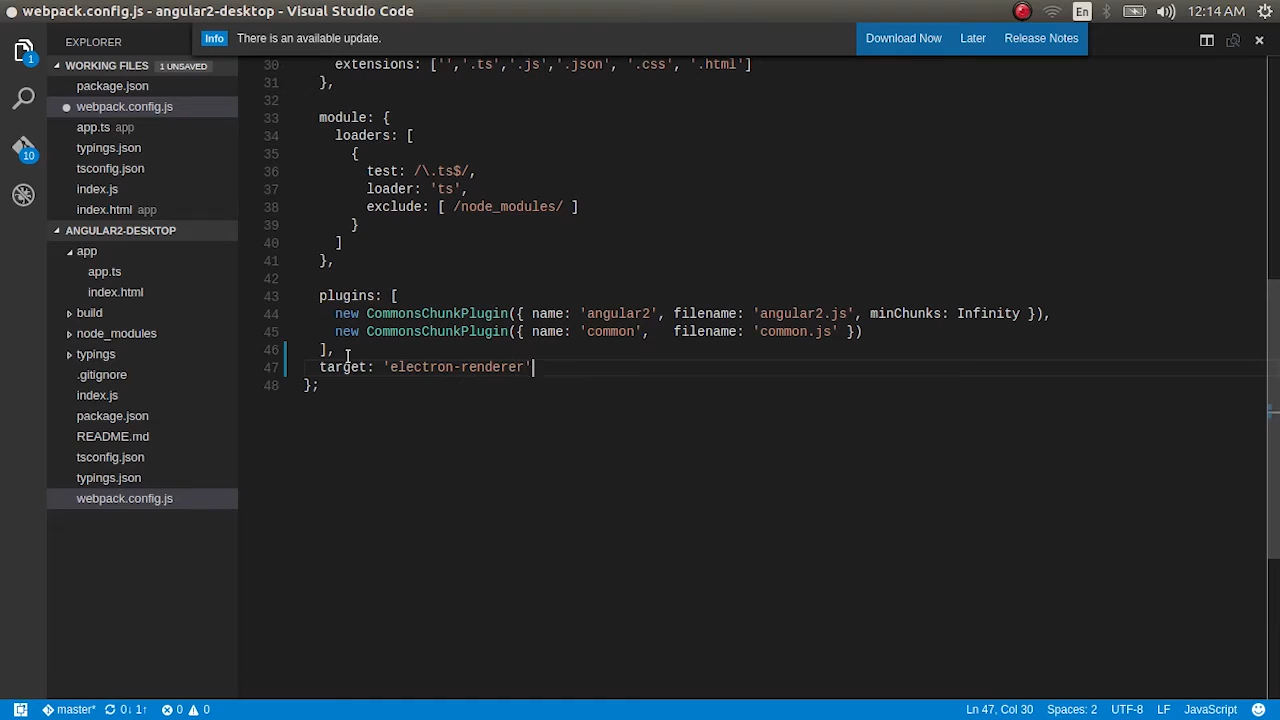 webpack.config.js - angular2-desktop - Visual Studio Code
En
12:14 AM
EXPLORER
Info
There is an available update.
Download Now
Later
Release Notes
WORKING FILES
1 UNSAVED
package.json
webpack.config.js
app.ts app
typings.json
tsconfig.json
index.js
index.html app
ANGULAR2-DESKTOP
app
app.ts
index.html
build
node_modules
typings
.gitignore
index.js
package.json
README.md
tsconfig.json
typings.json
webpack.config.js
1
10
30 extensions: ['','.ts','.js','.json', '.css', '.html']
31 },
32
33 module: {
34 loaders: [
35 {
36 test: /\.ts$/,
37 loader: 'ts',
38 exclude: [ /node_modules/ ]
39 }
40 ]
41 },
42
43 plugins: [
44 new CommonsChunkPlugin({ name: 'angular2', filename: 'angular2.js', minChunks: Infinity }),
45 new CommonsChunkPlugin({ name: 'common',   filename: 'common.js' })
46 ],
47 target: 'electron-renderer'
48 };
master* 0↓ 1↑ 0 0
Ln 47, Col 30
Spaces: 2
UTF-8
LF
JavaScript